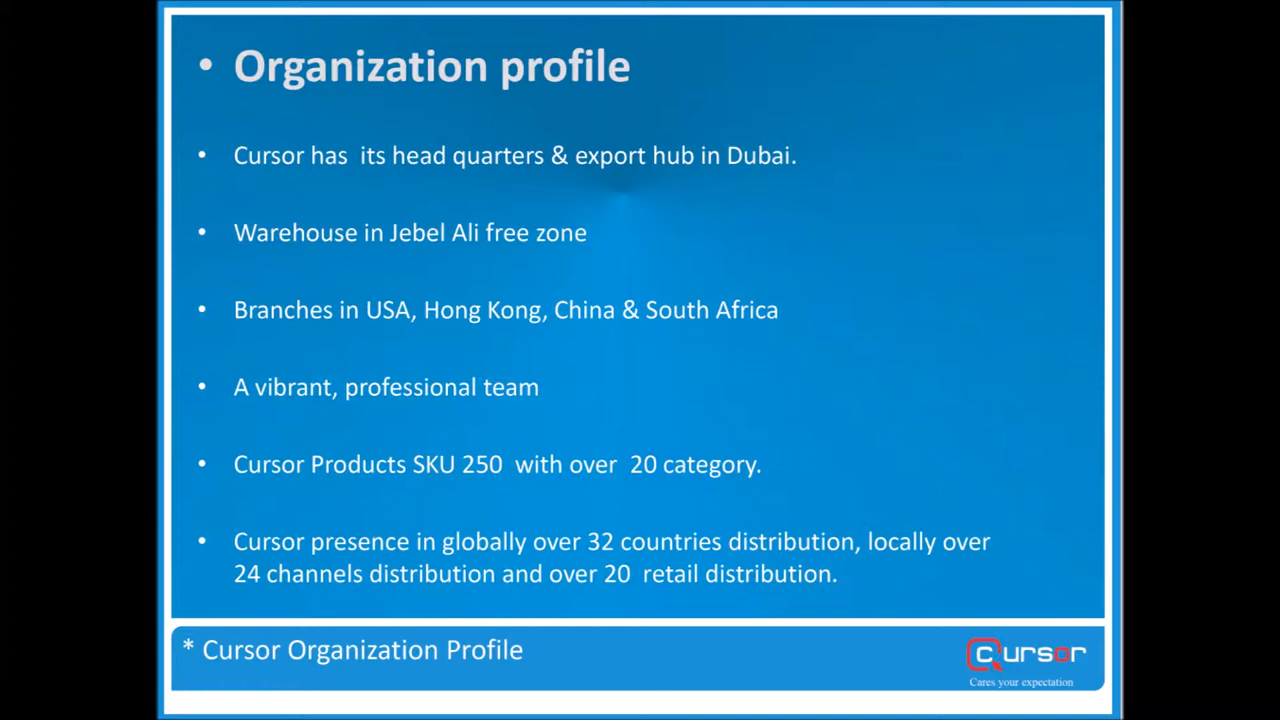 • Organization profile
• Cursor has  its head quarters & export hub in Dubai.
• Warehouse in Jebel Ali free zone
• Branches in USA, Hong Kong, China & South Africa
• A vibrant, professional team
• Cursor Products SKU 250  with over  20 category.
• Cursor presence in globally over 32 countries distribution, locally over
24 channels distribution and over 20  retail distribution.
* Cursor Organization Profile
Cursor
Cares your expectation